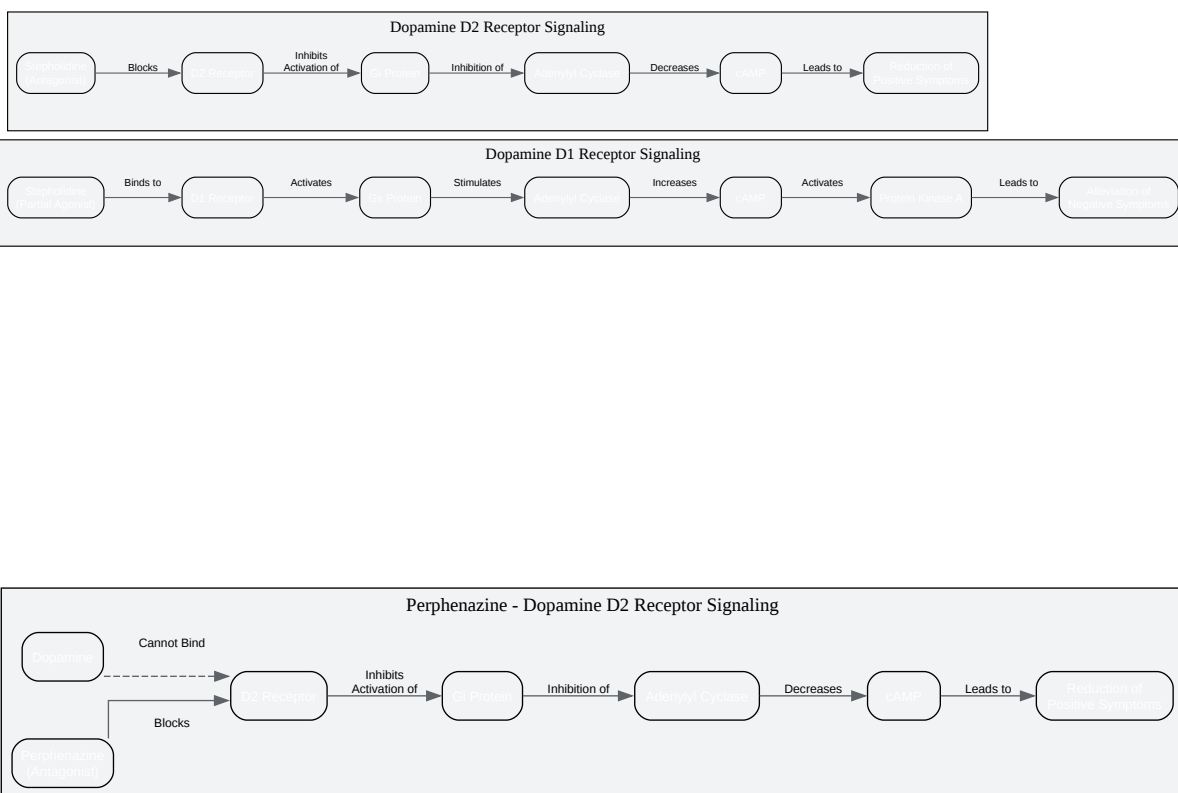 Dopamine D2 Receptor Signaling
Stepholidine
(Antagonist)
Blocks
D2 Receptor
Inhibits
Activation of
Gi Protein
Inhibition of
Adenylyl Cyclase
Decreases
cAMP
Leads to
Reduction of
Positive Symptoms
Dopamine D1 Receptor Signaling
Stepholidine
(Partial Agonist)
Binds to
D1 Receptor
Activates
Gs Protein
Stimulates
Adenylyl Cyclase
Increases
cAMP
Activates
Protein Kinase A
Leads to
Alleviation of
Negative Symptoms
Perphenazine - Dopamine D2 Receptor Signaling
Dopamine
Cannot Bind
Perphenazine
(Antagonist)
Blocks
D2 Receptor
Inhibits
Activation of
Gi Protein
Inhibition of
Adenylyl Cyclase
Decreases
cAMP
Leads to
Reduction of
Positive Symptoms